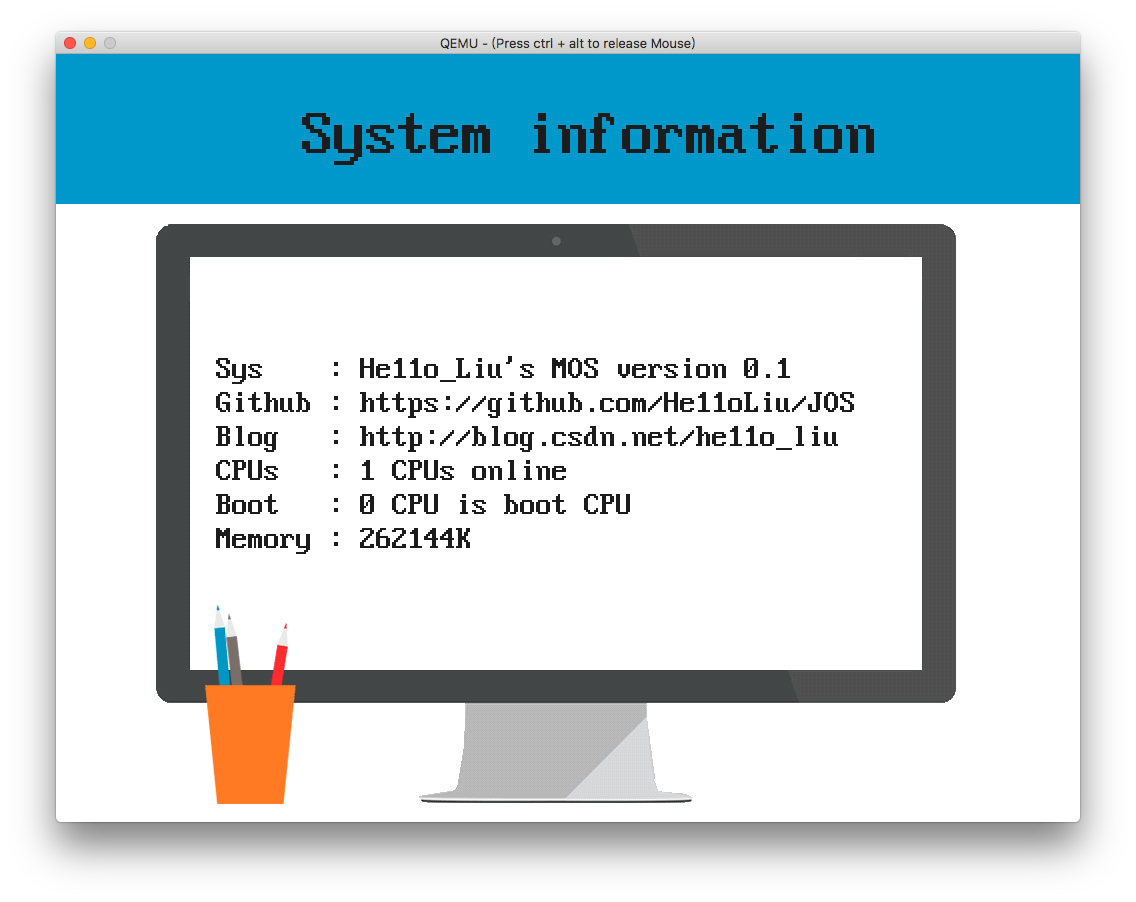 QEMU - (Press ctrl + alt to release Mouse)
System information
Sys : He11o_Liu's MOS version 0.1
Github : https://github.com/He11oLiu/JOS
Blog : http://blog.csdn.net/he11o_liu
CPUs : 1 CPUs online
Boot : 0 CPU is boot CPU
Memory : 262144K